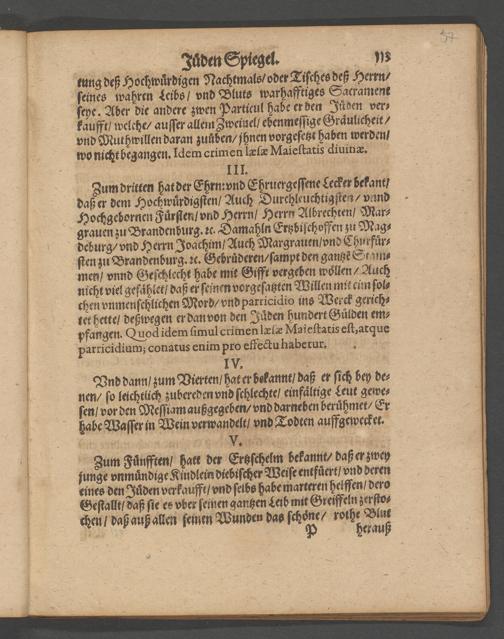 57
Jüden Spiegel. 113
tung deß Hochwürdigen Nachtmals/ oder Tisches deß Herrn/
seines wahren Leibs/ vnd Bluts warhafftiges Sacrament
seye. Aber die andere zwen Particul habe er den Jüden ver-
kaufft/ welche/ ausser allem Zweiuel/ ebenmessige Gräulicheit/
vnd Muthwillen daran zuüben/ jhnen vorgesetzt haben werden/
wo nicht begangen. Idem crimen læsæ Maiestatis diuinæ.
III.
Zum dritten hat der Ehrn: vnd Ehruergessene Lecker bekant/
daß er dem Hochwürdigsten/ Auch Durchleuchtigsten/ vnnd
Hochgebornen Fürsten/ vnd Herrn/ Herrn Albrechten/ Mar-
grauen zu Brandenburg. ꝛc. Damahln Ertzbischoffen zu Mag-
deburg/ vnd Herrn Joachim/ Auch Margrauen/ vnd Churfür-
sten zu Brandenburg. ꝛc. Gebrüderen/ sampt den gantzē Stam-
men/ vnnd Geschlecht habe mit Gifft vergeben wöllen/ Auch
nicht viel gefählet/ daß er seinen vorgesatzten Willen mit ein sol-
chen vnmenschlichen Mord/ vnd parricidio ins Werck gerich-
tet hette/ deßwegen er dan von den Jüden hundert Gülden em-
pfangen. Quod idem simul crimen læsæ Maiestatis est, atque
parricidium; conatus enim pro effectu habetur.
IV.
Vnd dann/ zum Vierten/ hat er bekannt/ daß er sich bey de-
nen/ so leichtlich zubereden vnd schlechte/ einfältige Leut gewe-
sen/ vor den Messiam außgegeben/ vnd darneben berühmet/ Er
habe Wasser in Wein verwandelt/ vnd Todten auffgewecket.
V.
Zum Fünfften/ hatt der Ertzschelm bekannt/ daß er zwey
junge vnmündige Kindlein diebischer Weise entfüert/ vnd deren
eines den Jüden verkaufft/ vnd selbs habe marteren helffen/ dero
Gestallt/ daß sie es vber seinen gantzen Leib mit Greiffeln zersto-
chen/ daß auß allen seinen Wunden das schöne/ rothe Blut
P herauß